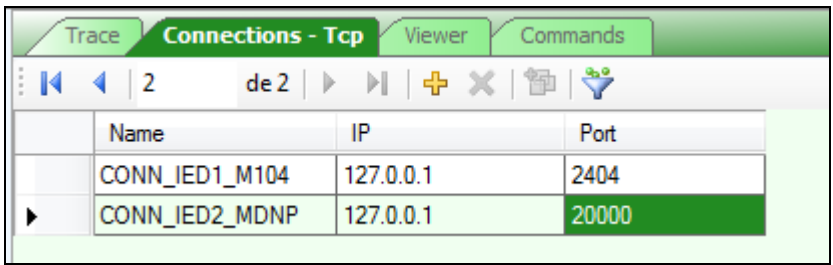 Trace Connections - Tcp Viewer Commands
2 de 2
Name IP Port
CONN_IED1_M104 127.0.0.1 2404
CONN_IED2_MDNP 127.0.0.1 20000